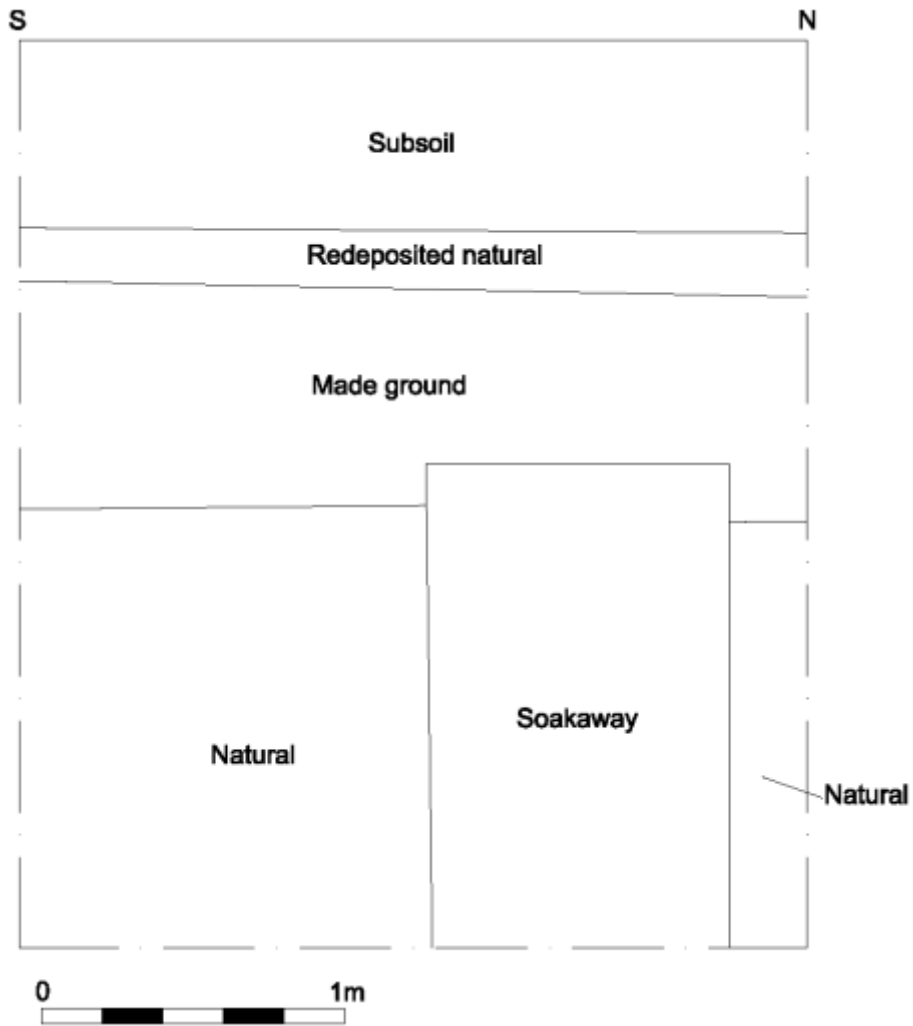 S N
Subsoil
Redeposited natural
Made ground
Soakaway
Natural
Natural
0 1m